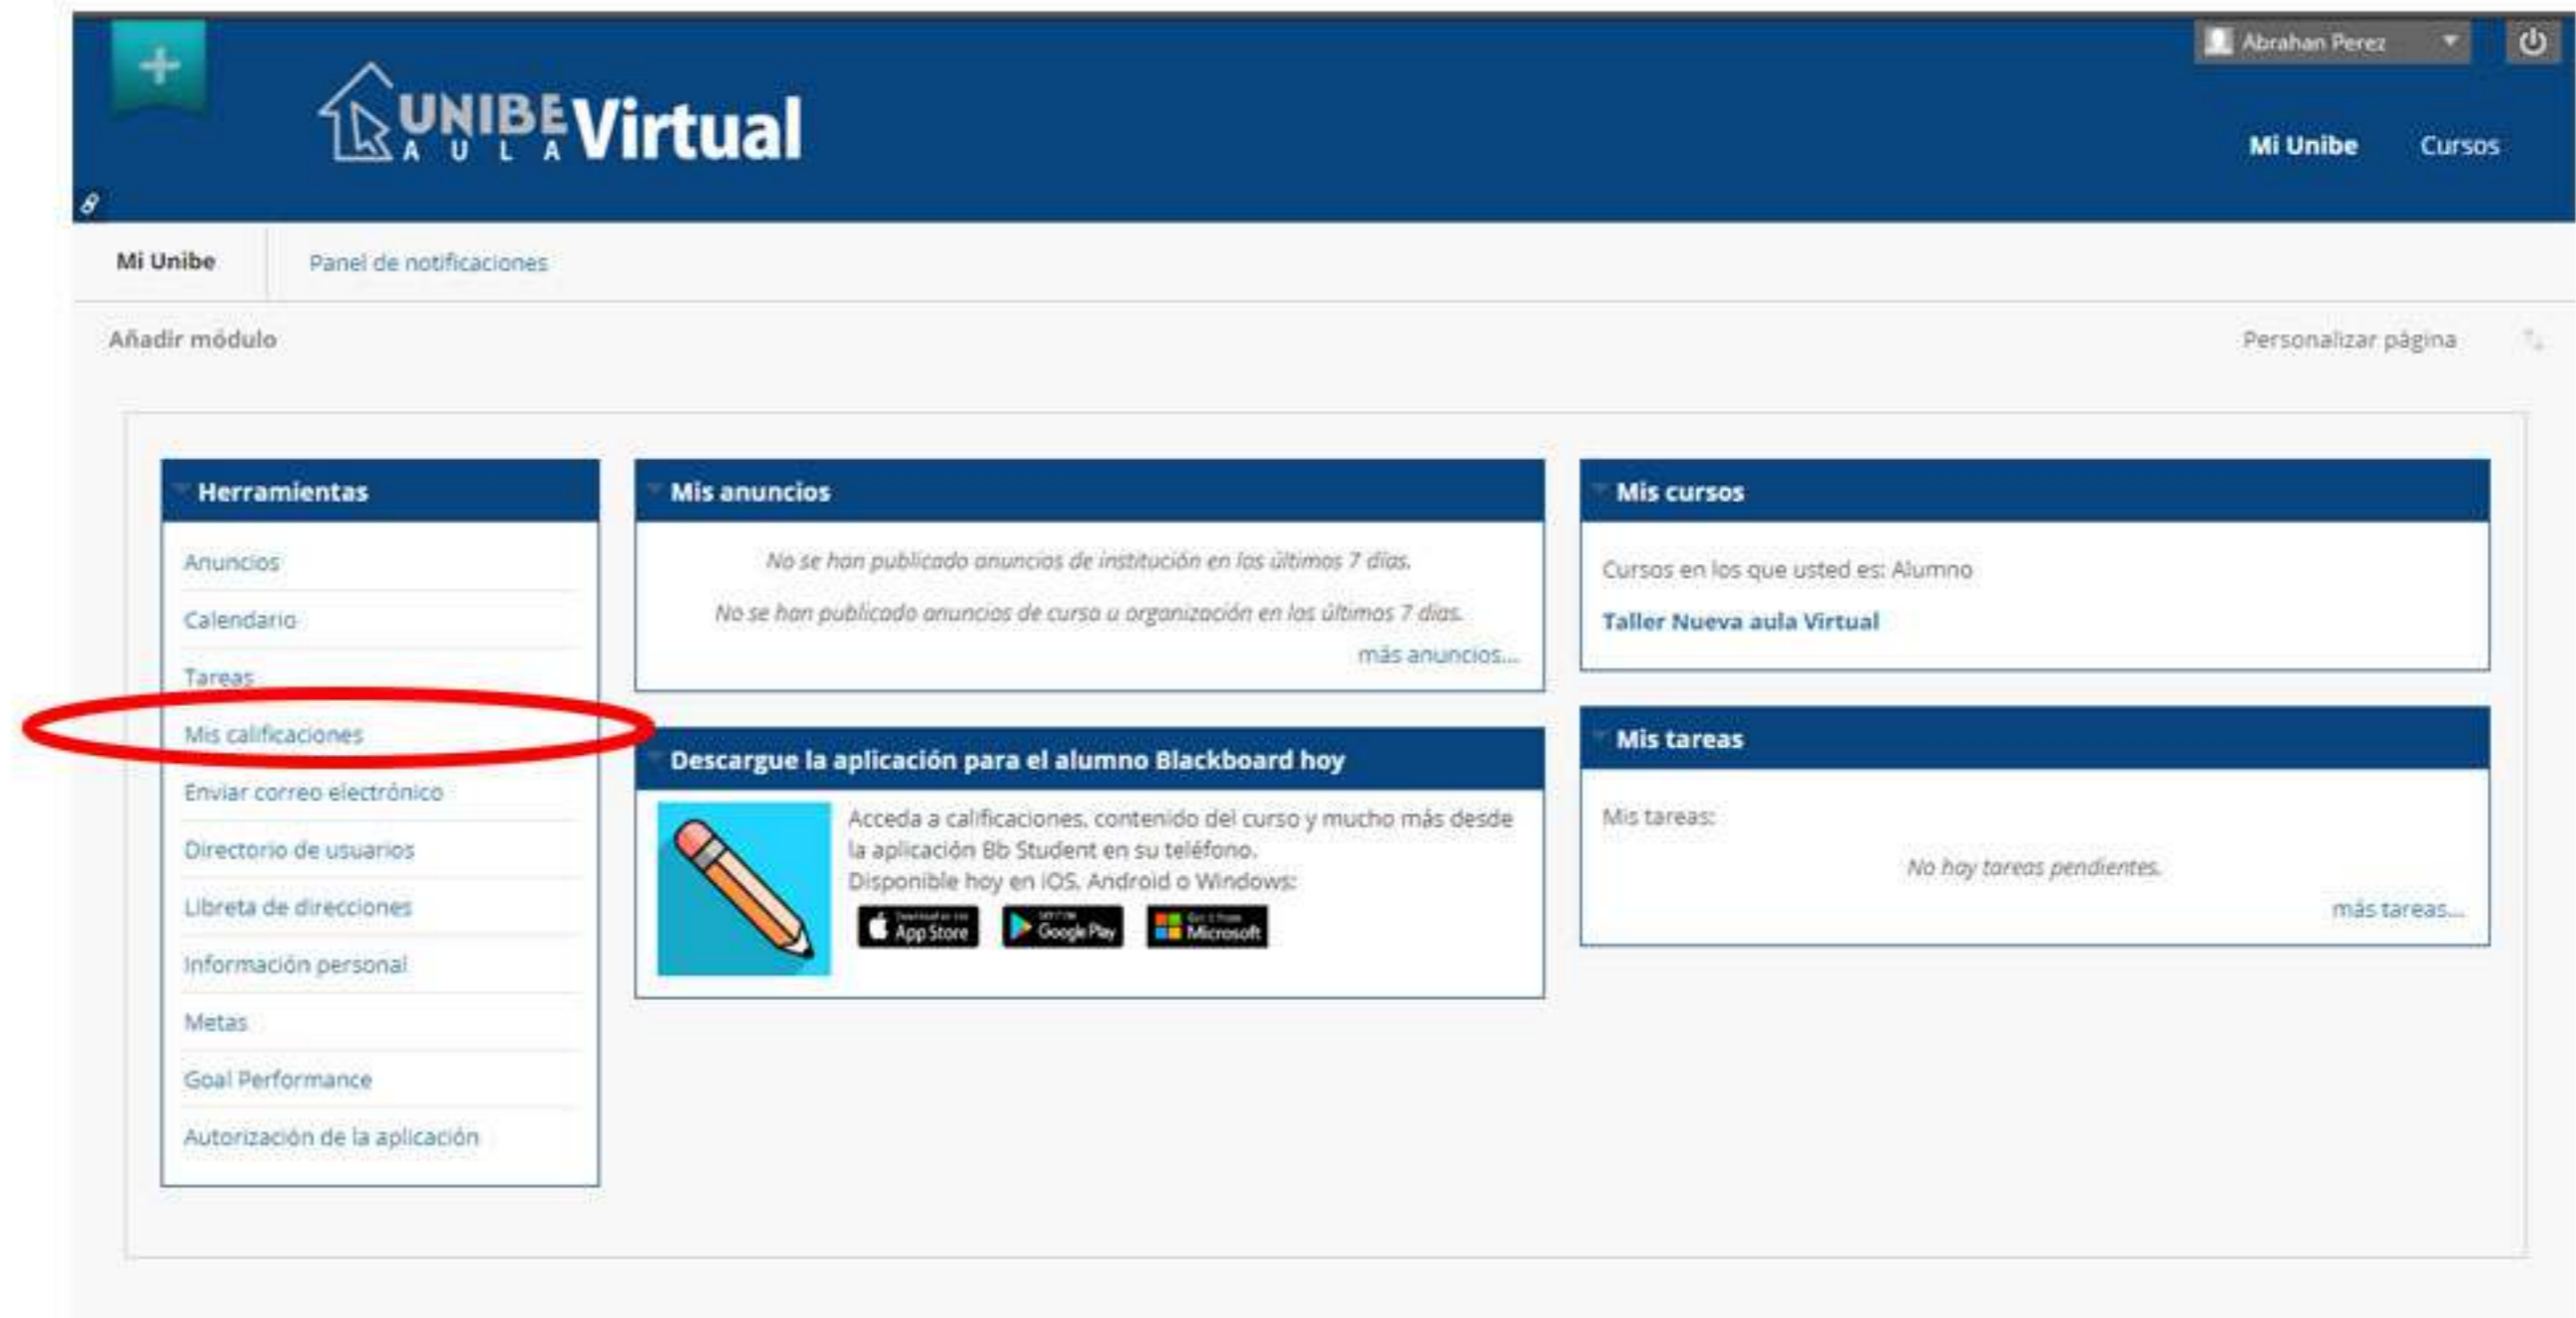 Abrahan Perez
UNIBE Virtual
AULA
Mi Unibe Cursos
Mi Unibe Panel de notificaciones
Añadir módulo Personalizar página
Herramientas
Anuncios
Calendario
Tareas
Mis calificaciones
Enviar correo electrónico
Directorio de usuarios
Libreta de direcciones
Información personal
Metas
Goal Performance
Autorización de la aplicación
Mis anuncios
No se han publicado anuncios de institución en los últimos 7 días.
No se han publicado anuncios de curso u organización en los últimos 7 días.
más anuncios...
Descargue la aplicación para el alumno Blackboard hoy
Acceda a calificaciones, contenido del curso y mucho más desde
la aplicación Bb Student en su teléfono.
Disponible hoy en iOS, Android o Windows:
App Store
Google Play
Microsoft
Mis cursos
Cursos en los que usted es: Alumno
Taller Nueva aula Virtual
Mis tareas
Mis tareas:
No hay tareas pendientes.
más tareas...